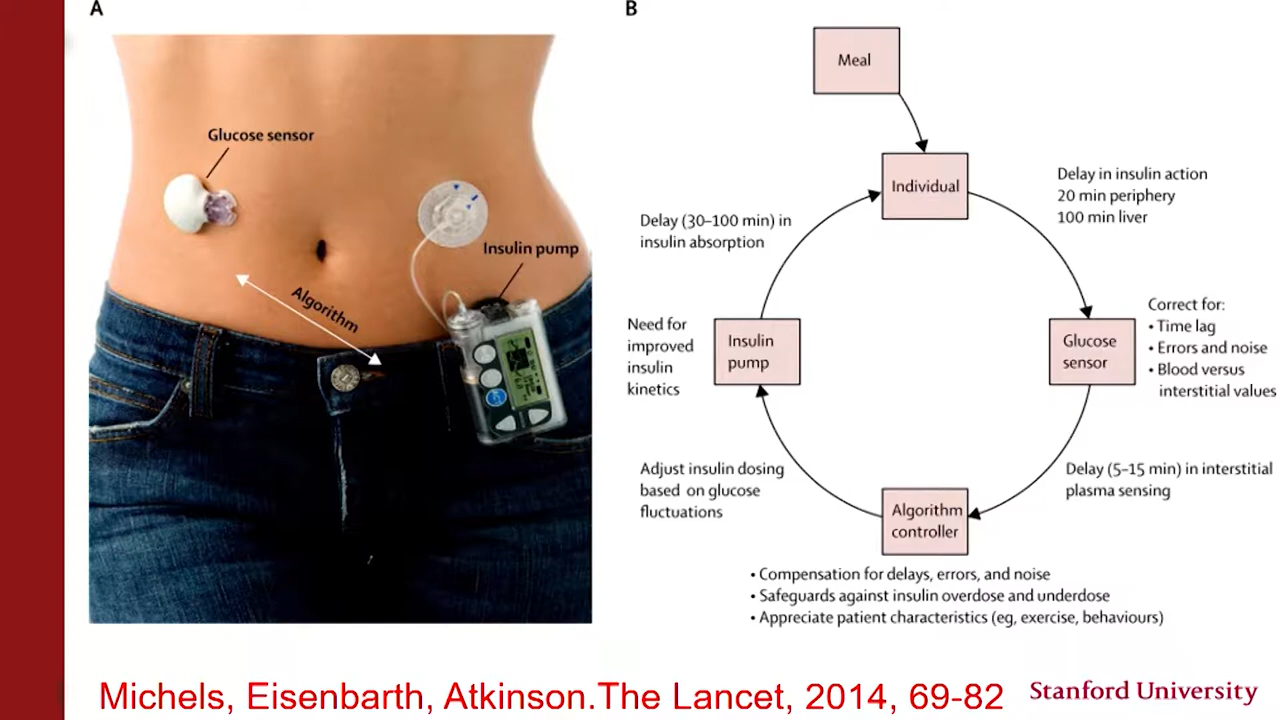 A
Glucose sensor
Insulin pump
Algorithm
B
Meal
Individual
Delay in insulin action
20 min periphery
100 min liver
Delay (30–100 min) in
insulin absorption
Correct for:
• Time lag
• Errors and noise
• Blood versus
interstitial values
Glucose
sensor
Insulin
pump
Need for
improved
insulin
kinetics
Adjust insulin dosing
based on glucose
fluctuations
Delay (5–15 min) in interstitial
plasma sensing
Algorithm
controller
• Compensation for delays, errors, and noise
• Safeguards against insulin overdose and underdose
• Appreciate patient characteristics (eg, exercise, behaviours)
Michels, Eisenbarth, Atkinson.The Lancet, 2014, 69-82
Stanford University